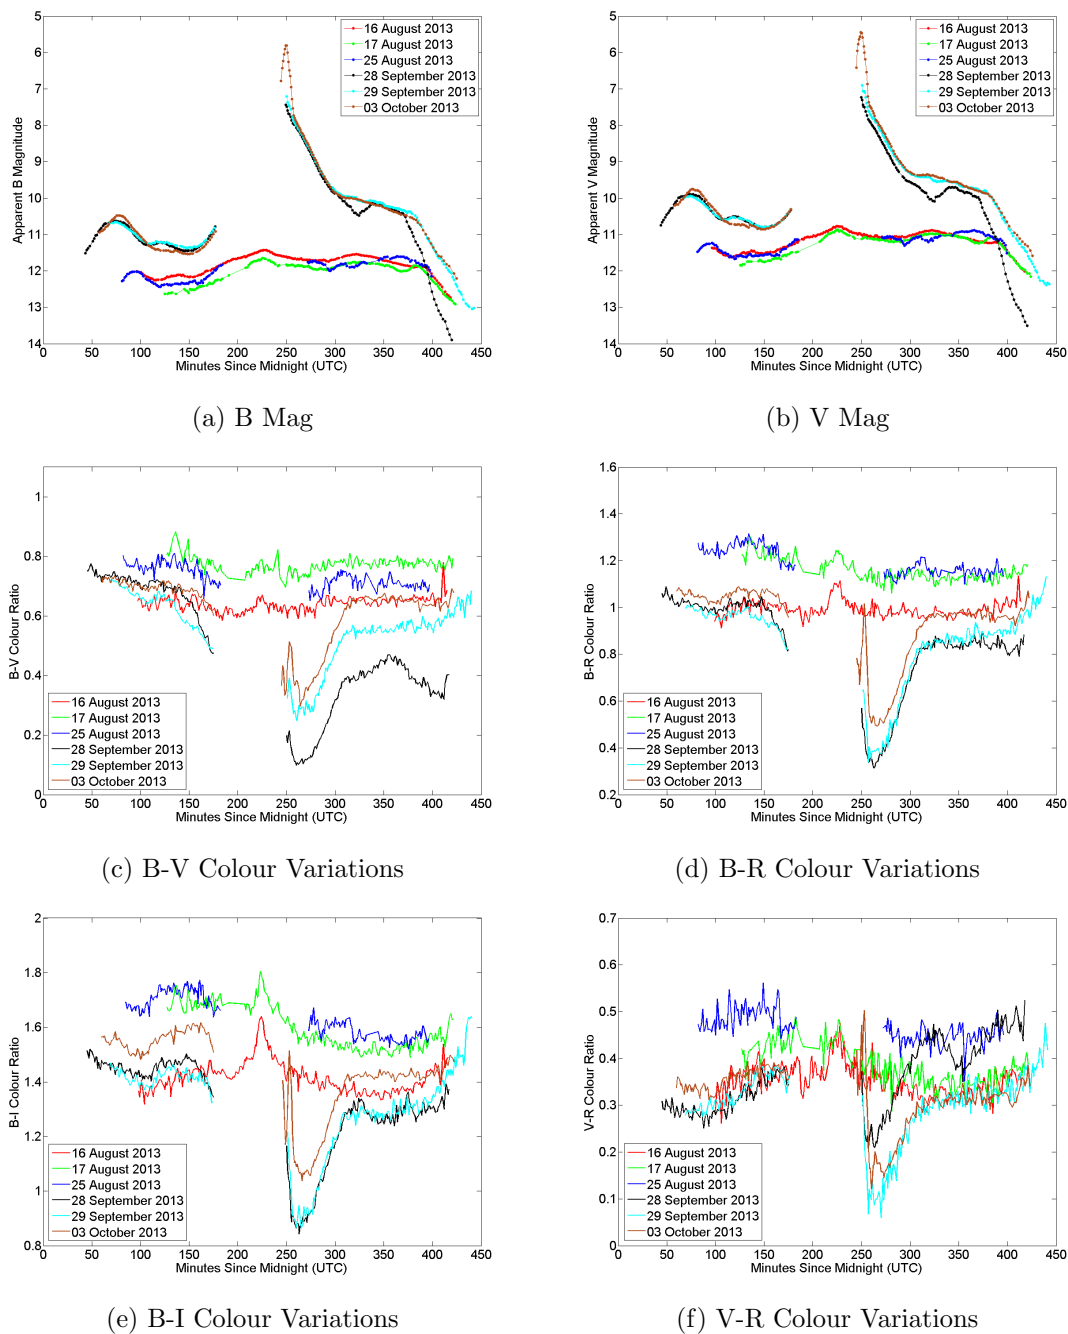 5
6
7
8
9
10
11
12
13
14
Apparent B Magnitude
16 August 2013
17 August 2013
25 August 2013
28 September 2013
29 September 2013
03 October 2013
0 50 100 150 200 250 300 350 400 450
Minutes Since Midnight (UTC)
(a) B Mag
5
6
7
8
9
10
11
12
13
14
Apparent V Magnitude
16 August 2013
17 August 2013
25 August 2013
28 September 2013
29 September 2013
03 October 2013
0 50 100 150 200 250 300 350 400 450
Minutes Since Midnight (UTC)
(b) V Mag
1
0.8
0.6
0.4
0.2
0
B-V Colour Ratio
16 August 2013
17 August 2013
25 August 2013
28 September 2013
29 September 2013
03 October 2013
0 50 100 150 200 250 300 350 400 450
Minutes Since Midnight (UTC)
(c) B-V Colour Variations
1.6
1.4
1.2
1
0.8
0.6
0.4
0.2
B-R Colour Ratio
16 August 2013
17 August 2013
25 August 2013
28 September 2013
29 September 2013
03 October 2013
0 50 100 150 200 250 300 350 400 450
Minutes Since Midnight (UTC)
(d) B-R Colour Variations
2
1.8
1.6
1.4
1.2
1
0.8
B-I Colour Ratio
16 August 2013
17 August 2013
25 August 2013
28 September 2013
29 September 2013
03 October 2013
0 50 100 150 200 250 300 350 400 450
Minutes Since Midnight (UTC)
(e) B-I Colour Variations
0.7
0.6
0.5
0.4
0.3
0.2
0.1
0
V-R Colour Ratio
16 August 2013
17 August 2013
25 August 2013
28 September 2013
29 September 2013
03 October 2013
0 50 100 150 200 250 300 350 400 450
Minutes Since Midnight (UTC)
(f) V-R Colour Variations